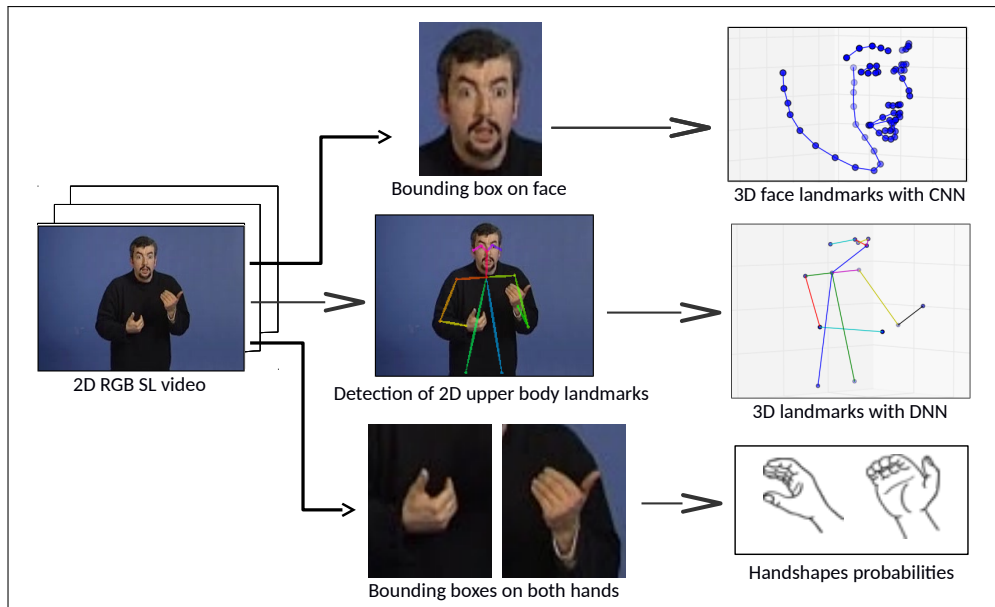 Bounding box on face
3D face landmarks with CNN
2D RGB SL video
Detection of 2D upper body landmarks
3D landmarks with DNN
Bounding boxes on both hands
Handshapes probabilities